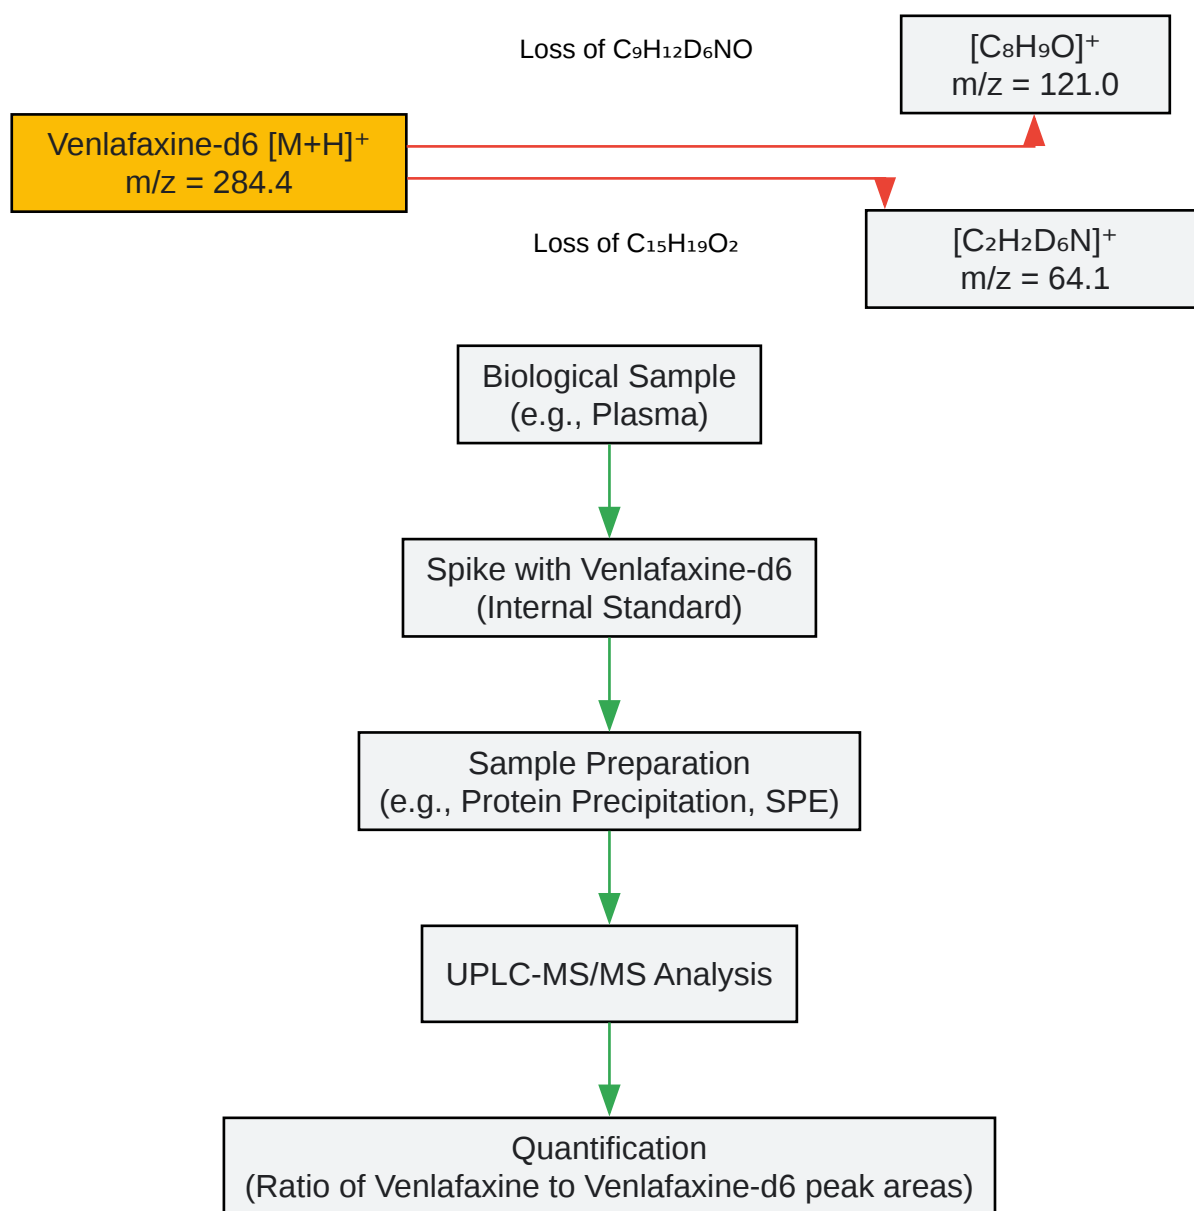 Loss of C₉H₁₂D₆NO
[C₈H₉O]⁺
m/z = 121.0
Venlafaxine-d6 [M+H]⁺
m/z = 284.4
Loss of C₁₅H₁₉O₂
[C₂H₂D₆N]⁺
m/z = 64.1
Biological Sample
(e.g., Plasma)
Spike with Venlafaxine-d6
(Internal Standard)
Sample Preparation
(e.g., Protein Precipitation, SPE)
UPLC-MS/MS Analysis
Quantification
(Ratio of Venlafaxine to Venlafaxine-d6 peak areas)